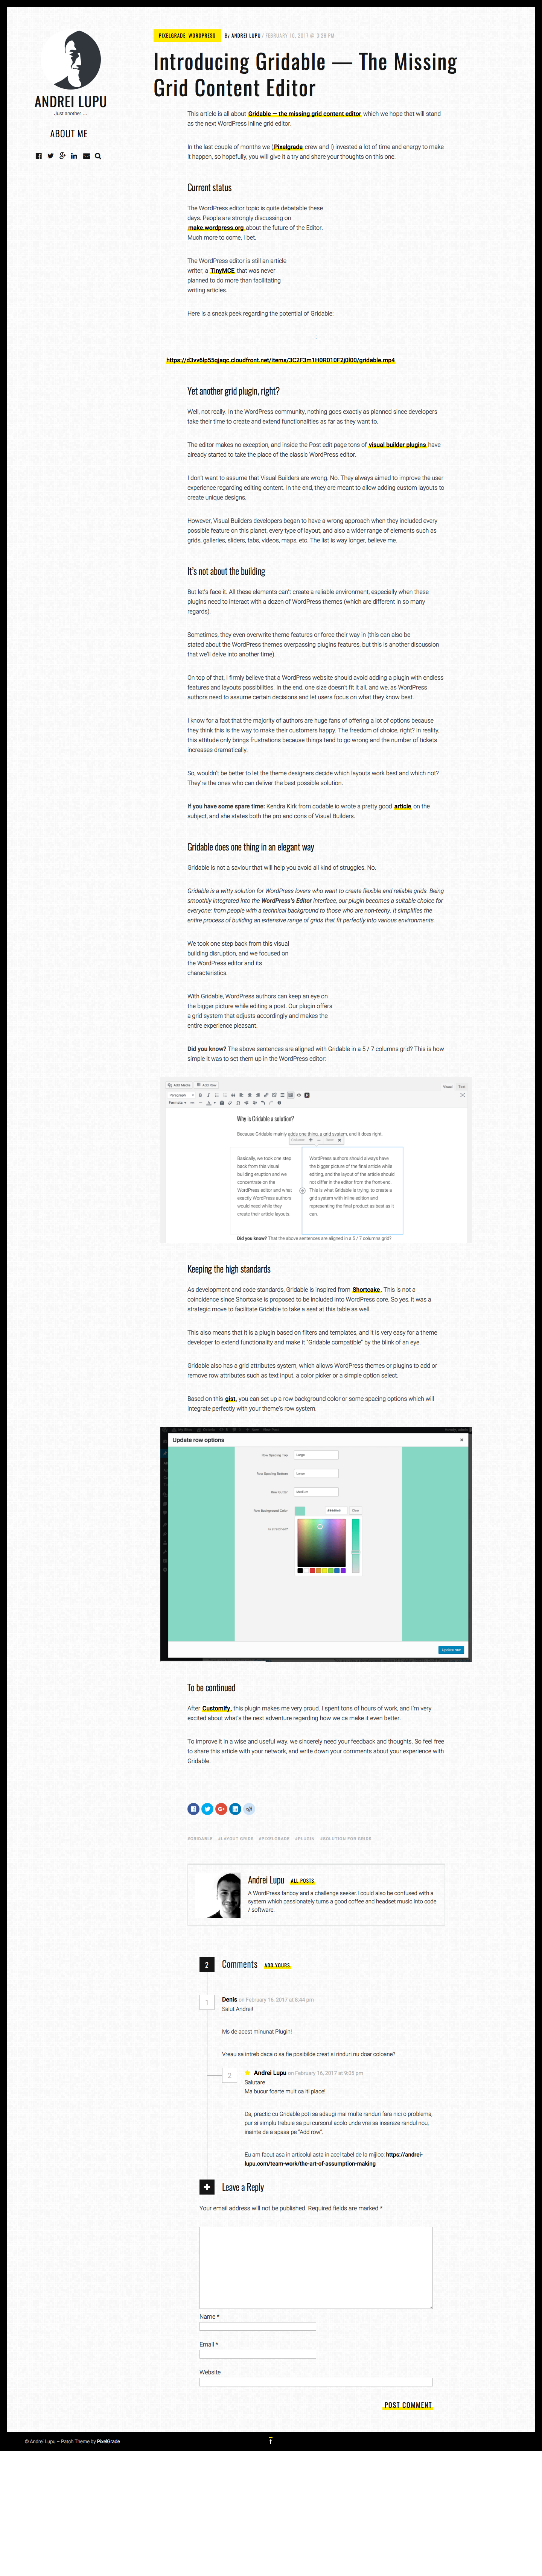 PIXELGRADE, WORDPRESS By ANDREI LUPU / FEBRUARY 10, 2017 @ 3:20 PM
Introducing Gridable — The Missing
Grid Content Editor
ANDREI LUPU
Just another ...
ABOUT ME
This article is all about Gridable – the missing grid content editor which we hope that will stand
as the next WordPress inline grid editor.
In the last couple of months we (Pixelgrade crew and I) invested a lot of time and energy to make
it happen, so hopefully, you will give it a try and share your thoughts on this one.
Current status
The WordPress editor topic is quite debatable these
days. People are strongly discussing on
make.wordpress.org about the future of the Editor.
Much more to come, I bet.
The WordPress editor is still an article
writer, a TinyMCE that was never
planned to do more than facilitating
writing articles.
Here is a sneak peek regarding the potential of Gridable:
https://d3vv6lp55qjaqc.cloudfront.net/items/3C2F3m1H0R010F2j0I00/gridable.mp4
Yet another grid plugin, right?
Well, not really. In the WordPress community, nothing goes exactly as planned since developers
take their time to create and extend functionalities as far as they want to.
The editor makes no exception, and inside the Post edit page tons of visual builder plugins have
already started to take the place of the classic WordPress editor.
I don't want to assume that Visual Builders are wrong. No. They always aimed to improve the user
experience regarding editing content. In the end, they are meant to allow adding custom layouts to
create unique designs.
However, Visual Builders developers began to have a wrong approach when they included every
possible feature on this planet, every type of layout, and also a wider range of elements such as
grids, galleries, sliders, tabs, videos, maps, etc. The list is way longer, believe me.
It's not about the building
But let's face it. All these elements can't create a reliable environment, especially when these
plugins need to interact with a dozen of WordPress themes (which are different in so many
regards).
Sometimes, they even overwrite theme features or force their way in (this can also be
stated about the WordPress themes overpassing plugins features, but this is another discussion
that we'll delve into another time).
On top of that, I firmly believe that a WordPress website should avoid adding a plugin with endless
features and layouts possibilities. In the end, one size doesn't fit it all, and we, as WordPress
authors need to assume certain decisions and let users focus on what they know best.
I know for a fact that the majority of authors are huge fans of offering a lot of options because
they think this is the way to make their customers happy. The freedom of choice, right? In reality,
this attitude only brings frustrations because things tend to go wrong and the number of tickets
increases dramatically.
So, wouldn't be better to let the theme designers decide which layouts work best and which not?
They're the ones who can deliver the best possible solution.
If you have some spare time: Kendra Kirk from codable.io wrote a pretty good article on the
subject, and she states both the pro and cons of Visual Builders.
Gridable does one thing in an elegant way
Gridable is not a saviour that will help you avoid all kind of struggles. No.
Gridable is a witty solution for WordPress lovers who want to create flexible and reliable grids. Being
smoothly integrated into the WordPress's Editor interface, our plugin becomes a suitable choice for
everyone: from people with a technical background to those who are non-techy. It simplifies the
entire process of building an extensive range of grids that fit perfectly into various environments.
We took one step back from this visual
building disruption, and we focused on
the WordPress editor and its
characteristics.
With Gridable, WordPress authors can keep an eye on
the bigger picture while editing a post. Our plugin offers
a grid system that adjusts accordingly and makes the
entire experience pleasant.
Did you know? The above sentences are aligned with Gridable in a 5 / 7 columns grid? This is how
simple it was to set them up in the WordPress editor:
Add Media Add Row Visual Text
Paragraph
Formats
Why is Gridable a solution?
Because Gridable mainly adds one thing, a grid system, and it does right.
Basically, we took one step
back from this visual
building eruption and we
concentrate on the
WordPress editor and what
exactly WordPress authors
would need while they
create their article layouts.
WordPress authors should always have
the bigger picture of the final article while
editing, and the layout of the article should
not differ in the editor from the front-end.
This is what Gridable is trying, to create a
grid system with inline edition and
representing the final product as best as it
can.
Did you know? That the above sentences are aligned in a 5 / 7 columns grid?
Keeping the high standards
As development and code standards, Gridable is inspired from Shortcake. This is not a
coincidence since Shortcake is proposed to be included into WordPress core. So yes, it was a
strategic move to facilitate Gridable to take a seat at this table as well.
This also means that it is a plugin based on filters and templates, and it is very easy for a theme
developer to extend functionality and make it "Gridable compatible" by the blink of an eye.
Gridable also has a grid attributes system, which allows WordPress themes or plugins to add or
remove row attributes such as text input, a color picker or a simple option select.
Based on this gist, you can set up a row background color or some spacing options which will
integrate perfectly with your theme's row system.
Update row options
Row Spacing Top Large
Row Spacing Bottom Large
Row Gutter Medium
Row Background Color Clear
Is stretched?
Update row
To be continued
After Customify, this plugin makes me very proud. I spent tons of hours of work, and I'm very
excited about what's the next adventure regarding how we ca make it even better .
To improve it in a wise and useful way, we sincerely need your feedback and thoughts. So feel free
to share this article with your network, and write down your comments about your experience with
Gridable.
#GRIDABLE #LAYOUT GRIDS #PIXELGRADE #PLUGIN #SOLUTION FOR GRIDS
Andrei Lupu ALL POSTS
A WordPress fanboy and a challenge seeker.I could also be confused with a
system which passionately turns a good coffee and headset music into code
/ software.
2 Comments ADD YOURS
1 Denis on February 16, 2017 at 8:44 pm
Salut Andrei!
Ms de acest minunat Plugin!
Vreau sa intreb daca o sa fie posibilde creat si rinduri nu doar coloane?
2 Andrei Lupu on February 16, 2017 at 9:05 pm
Salutare
Ma bucur foarte mult ca iti place!
Da, practic cu Gridable poti sa adaugi mai multe randuri fara nici o problema,
pur si simplu trebuie sa pui cursorul acolo unde vrei sa insereze randul nou,
inainte de a apasa pe "Add row".
Eu am facut asa in articolul asta in acel tabel de la mijloc: https://andrei-
lupu.com/team-work/the-art-of-assumption-making
Leave a Reply
Your email address will not be published. Required fields are marked *
Name *
Email *
Website
POST COMMENT
© Andrei Lupu – Patch Theme by PixelGrade